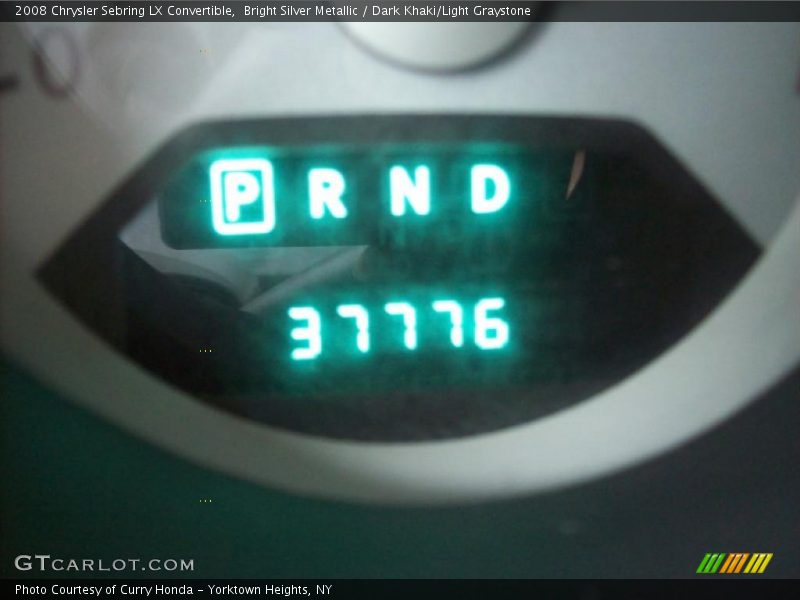 2008 Chrysler Sebring LX Convertible,  Bright Silver Metallic / Dark Khaki/Light Graystone
P R N D
37776
GTCARLOT.COM
Photo Courtesy of Curry Honda - Yorktown Heights, NY